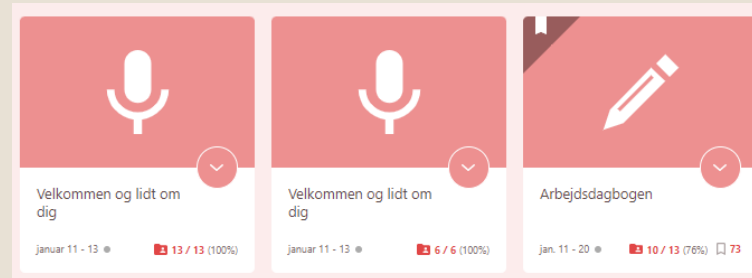 Velkommen og lidt om
dig
januar 11 - 13
13 / 13 (100%)
Velkommen og lidt om
dig
januar 11 - 13
6 / 6 (100%)
Arbejdsdagbogen
jan. 11 - 20
10 / 13 (76%)
73